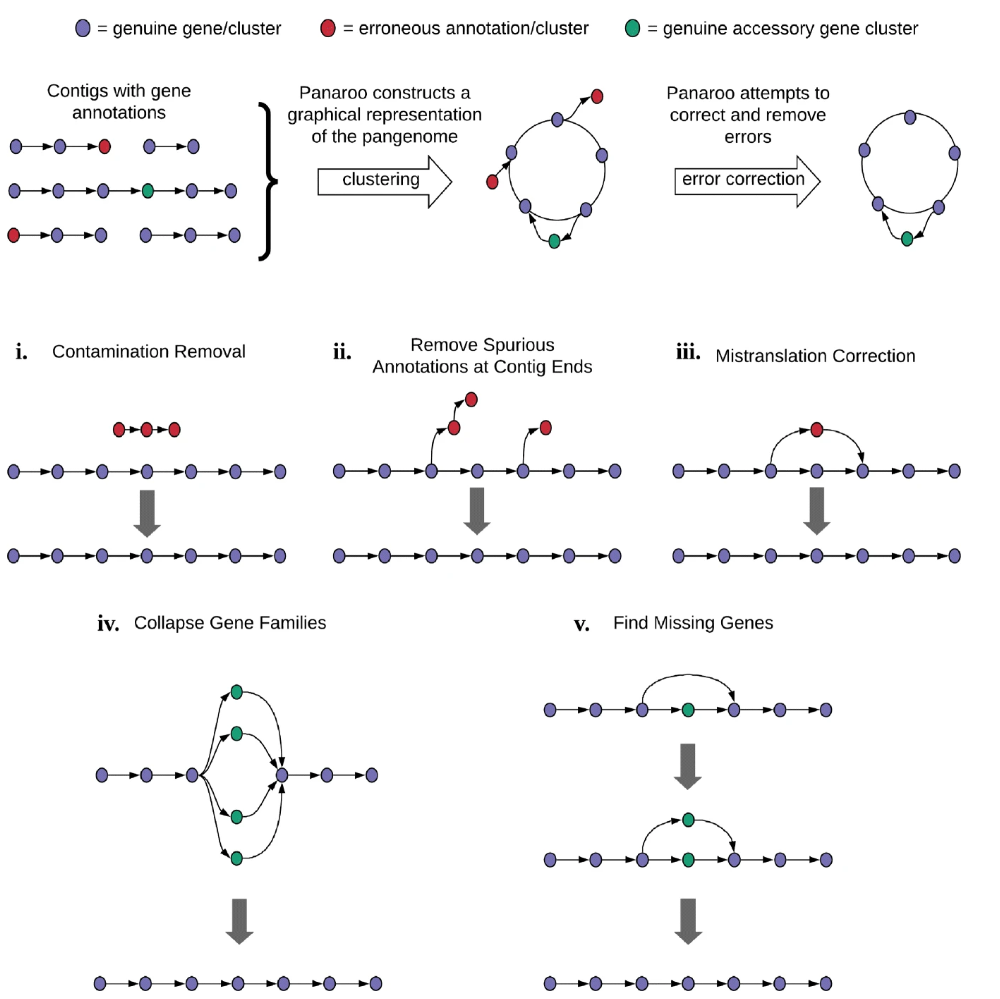 = genuine gene/cluster = erroneous annotation/cluster = genuine accessory gene cluster
Contigs with gene
annotations
Panaroo constructs a
graphical representation
of the pangenome
clustering
Panaroo attempts to
correct and remove
errors
error correction
i. Contamination Removal
ii. Remove Spurious
Annotations at Contig Ends
iii. Mistranslation Correction
iv. Collapse Gene Families
v. Find Missing Genes